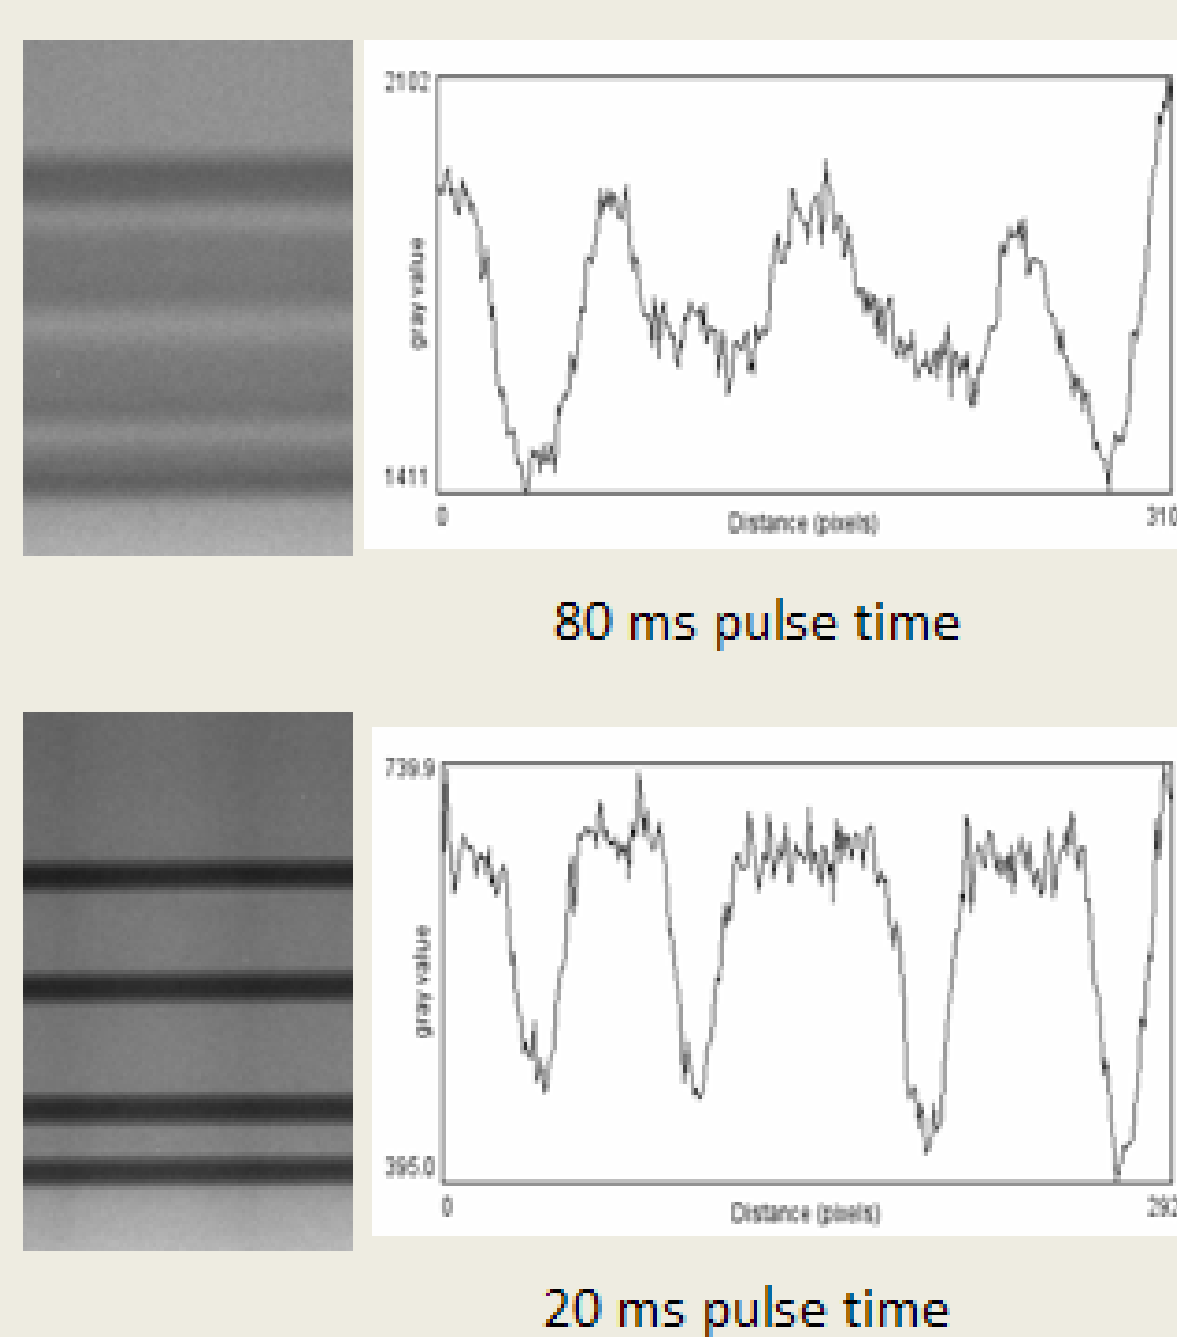 2102
gray value
1411
0
Distance (pixels)
310
80 ms pulse time
739.9
gray value
395.0
0
Distance (pixels)
292
20 ms pulse time